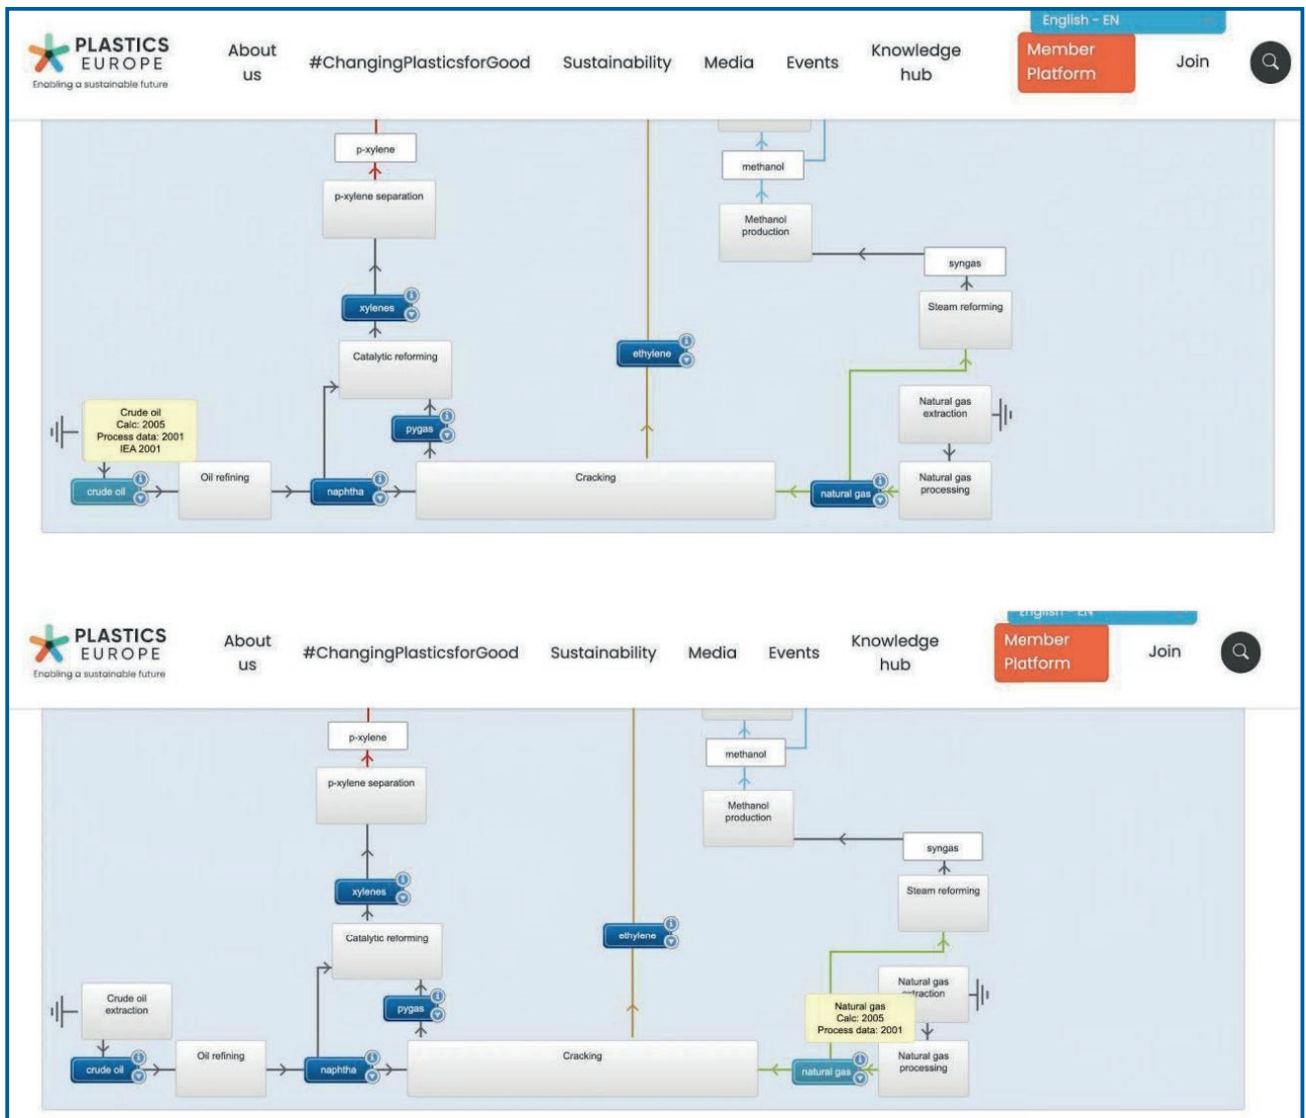 English - EN
PLASTICS
EUROPE
Enabling a sustainable future
About
us
#ChangingPlasticsforGood
Sustainability
Media
Events
Knowledge
hub
Member
Platform
Join
p-xylene
p-xylene separation
xylenes
Catalytic reforming
pygas
Crude oil
Calc: 2005
Process data: 2001
IEA 2001
crude oil
Oil refining
naphtha
Cracking
ethylene
methanol
Methanol
production
syngas
Steam reforming
Natural gas
extraction
natural gas
Natural gas
processing
English - EN
PLASTICS
EUROPE
Enabling a sustainable future
About
us
#ChangingPlasticsforGood
Sustainability
Media
Events
Knowledge
hub
Member
Platform
Join
p-xylene
p-xylene separation
xylenes
Catalytic reforming
pygas
Crude oil
extraction
crude oil
Oil refining
naphtha
Cracking
ethylene
methanol
Methanol
production
syngas
Steam reforming
Natural gas
extraction
Natural gas
Calc: 2005
Process data: 2001
natural gas
Natural gas
processing